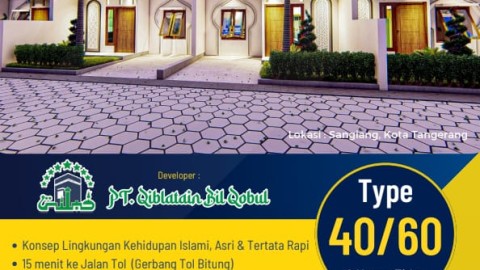 Lokasi : Sangiang, Kota Tangerang
Developer :
PT. Qiblatain Bil Qobul
Type
40/60
• Konsep Lingkungan Kehidupan Islami, Asri & Tertata Rapi
• 15 menit ke Jalan Tol (Gerbang Tol Bitung)